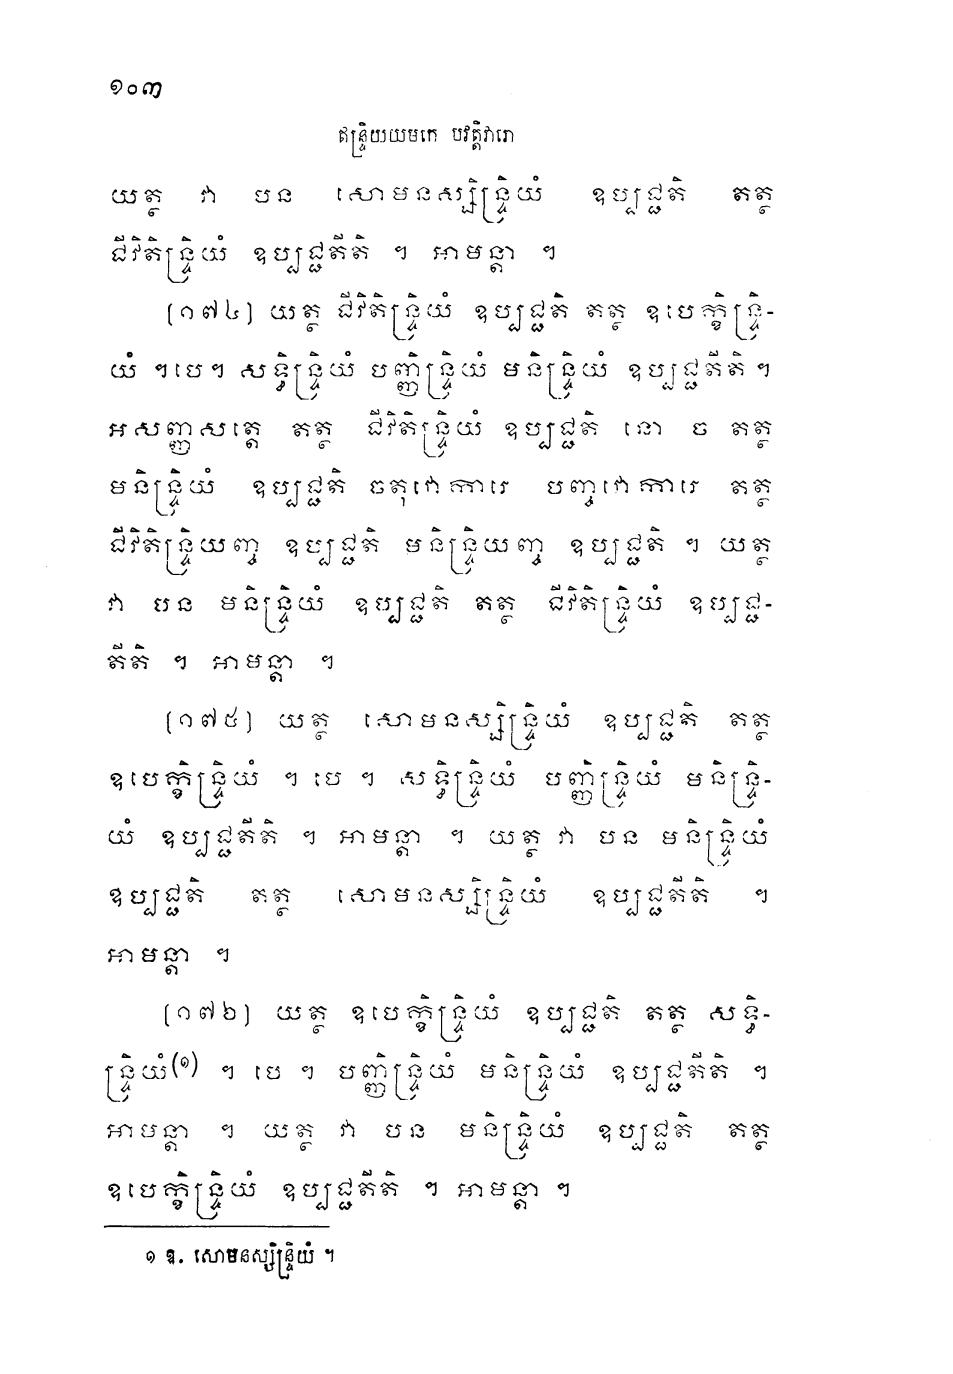 ១០៣
ឥន្ទ្រិយយមកេ បវត្តិវារោ
យត្ថ វា បន សោមនស្សិន្ទ្រិយំ ឧប្បជ្ជតិ តត្ថ
ជីវិតិន្ទ្រិយំ ឧប្បជ្ជតីតិ ។ អាមន្តា ។
(១៧៤) យត្ថ ជីវិតិន្ទ្រិយំ ឧប្បជ្ជតិ តត្ថ ឧបេក្ខិន្ទ្រិ-
យំ ។បេ។ សទ្ធិន្ទ្រិយំ បញ្ញិន្ទ្រិយំ មនិន្ទ្រិយំ ឧប្បជ្ជតីតិ ។
អសញ្ញសត្តេ តត្ថ ជីវិតិន្ទ្រិយំ ឧប្បជ្ជតិ នោ ច តត្ថ
មនិន្ទ្រិយំ ឧប្បជ្ជតិ ចតុវោការេ បញ្ចវោការេ តត្ថ
ជីវិតិន្ទ្រិយញ្ច ឧប្បជ្ជតិ មនិន្ទ្រិយញ្ច ឧប្បជ្ជតិ ។ យត្ថ
វា បន មនិន្ទ្រិយំ ឧប្បជ្ជតិ តត្ថ ជីវិតិន្ទ្រិយំ ឧប្បជ្ជ-
តីតិ ។ អាមន្តា ។
(១៧៥) យត្ថ សោមនស្សិន្ទ្រិយំ ឧប្បជ្ជតិ តត្ថ
ឧបេក្ខិន្ទ្រិយំ ។ បេ ។ សទ្ធិន្ទ្រិយំ បញ្ញិន្ទ្រិយំ មនិន្ទ្រិ-
យំ ឧប្បជ្ជតីតិ ។ អាមន្តា ។ យត្ថ វា បន មនិន្ទ្រិយំ
ឧប្បជ្ជតិ តត្ថ សោមនស្សិន្ទ្រិយំ ឧប្បជ្ជតីតិ ។
អាមន្តា ។
(១៧៦) យត្ថ ឧបេក្ខិន្ទ្រិយំ ឧប្បជ្ជតិ តត្ថ សទ្ធិ-
ន្ទ្រិយំ(១) ។ បេ ។ បញ្ញិន្ទ្រិយំ មនិន្ទ្រិយំ ឧប្បជ្ជតីតិ ។
អាមន្តា ។ យត្ថ វា បន មនិន្ទ្រិយំ ឧប្បជ្ជតិ តត្ថ
ឧបេក្ខិន្ទ្រិយំ ឧប្បជ្ជតីតិ ។ អាមន្តា ។
១ ឧ. សោមនស្សិន្ទ្រិយំ ។